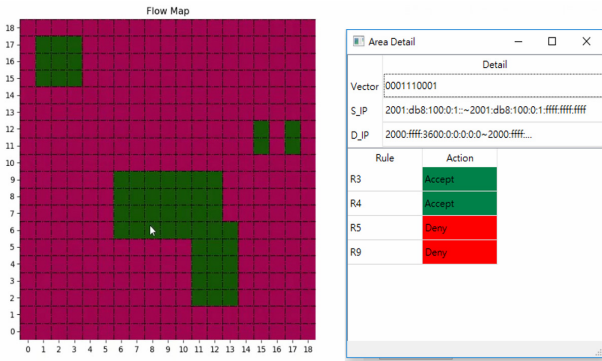 Flow Map
18
17
16
15
14
13
12
11
10
9
8
7
6
5
4
3
2
1
0
0 1 2 3 4 5 6 7 8 9 10 11 12 13 14 15 16 17 18
Area Detail
Detail
Vector 0001110001
S_IP 2001:db8:100:0:1::~2001:db8:100:0:1:ffff:ffff:ffff
D_IP 2000:ffff:3600:0:0:0:0:0~2000:ffff:...
Rule Action
R3 Accept
R4 Accept
R5 Deny
R9 Deny